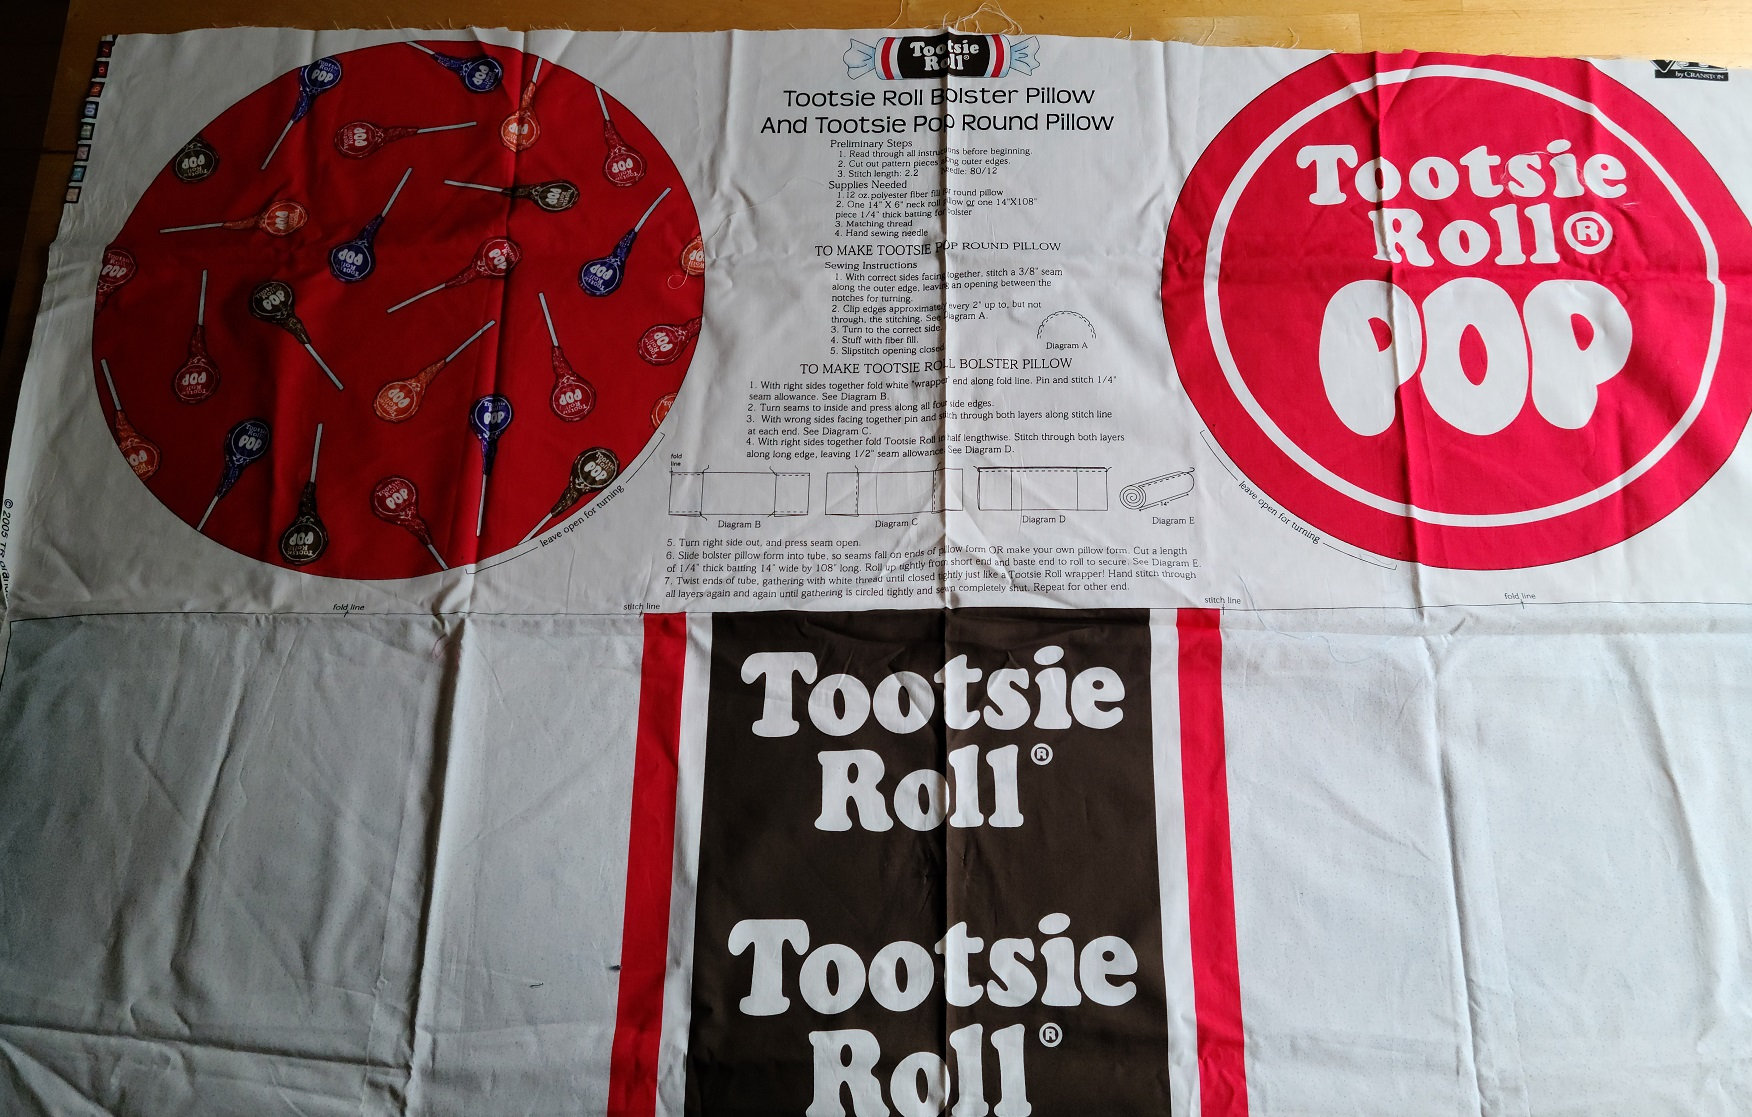 Tootsie
Roll®
Tootsie Roll Bolster Pillow
And Tootsie Pop Round Pillow
Preliminary Steps
1. Read through all instructions before beginning.
2. Cut out pattern pieces along outer edges.
3. Stitch length: 2.2 Needle: 80/12
Supplies Needed
1. 12 oz. polyester fiber fill for round pillow
2. One 14" X 6" neck roll pillow or one 14"X108"
piece 1/4" thick batting for bolster
3. Matching thread
4. Hand sewing needle
TO MAKE TOOTSIE POP ROUND PILLOW
Sewing Instructions
1. With correct sides facing together, stitch a 3/8" seam
along the outer edge, leaving an opening between the
notches for turning.
2. Clip edges approximately every 2" up to, but not
through, the stitching. See Diagram A.
3. Turn to the correct side.
4. Stuff with fiber fill.
5. Slipstitch opening closed.
Diagram A
TO MAKE TOOTSIE ROLL BOLSTER PILLOW
1. With right sides together fold white "wrapper" end along fold line. Pin and stitch 1/4"
seam allowance. See Diagram B.
2. Turn seams to inside and press along all four side edges.
3. With wrong sides facing together pin and stitch through both layers along stitch line
at each end. See Diagram C.
4. With right sides together fold Tootsie Roll in half lengthwise. Stitch through both layers
along long edge, leaving 1/2" seam allowance. See Diagram D.
fold
line
Diagram B
Diagram C
Diagram D
14"
Diagram E
5. Turn right side out, and press seam open.
6. Slide bolster pillow form into tube, so seams fall on ends of pillow form OR make your own pillow form. Cut a length
of 1/4" thick batting 14" wide by 108" long. Roll up tightly from short end and baste end to roll to secure. See Diagram E.
7. Twist ends of tube, gathering with white thread until closed tightly just like a Tootsie Roll wrapper! Hand stitch through
all layers again and again until gathering is circled tightly and sewn completely shut. Repeat for other end.
leave open for turning
Tootsie
Roll®
POP
leave open for turning
by CRANSTON
© 2005 TR
fold line
stitch line
stitch line
fold line
Tootsie
Roll®
Tootsie
Roll®
Tootsie
Roll
POP